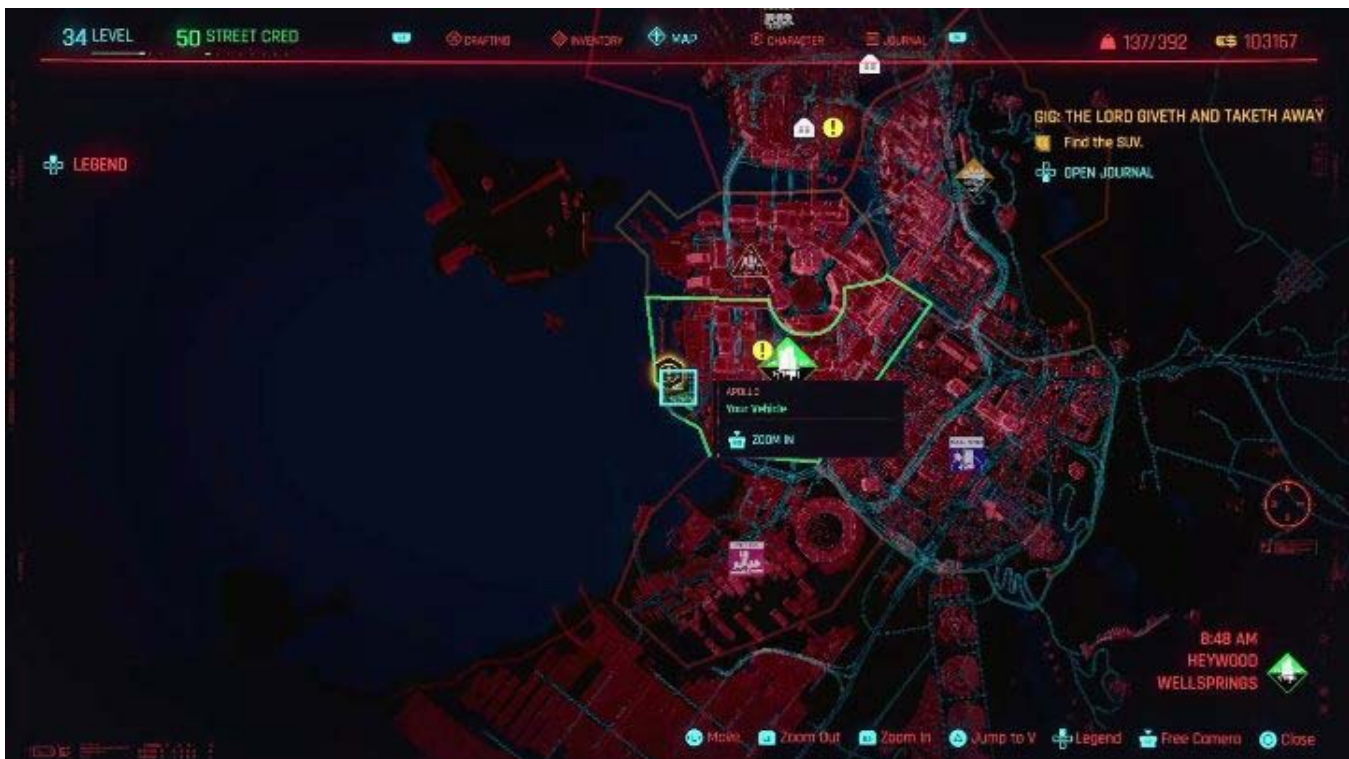 34 LEVEL
50 STREET CRED
CRAFTING
INVENTORY
MAP
CHARACTER
JOURNAL
137/392
€$ 103167
LEGEND
GIG: THE LORD GIVETH AND TAKETH AWAY
Find the SUV.
OPEN JOURNAL
APOLLO
Your Vehicle
ZOOM IN
8:48 AM
HEYWOOD
WELLSPRINGS
Move Zoom Out Zoom In Jump to V Legend Free Camera Close